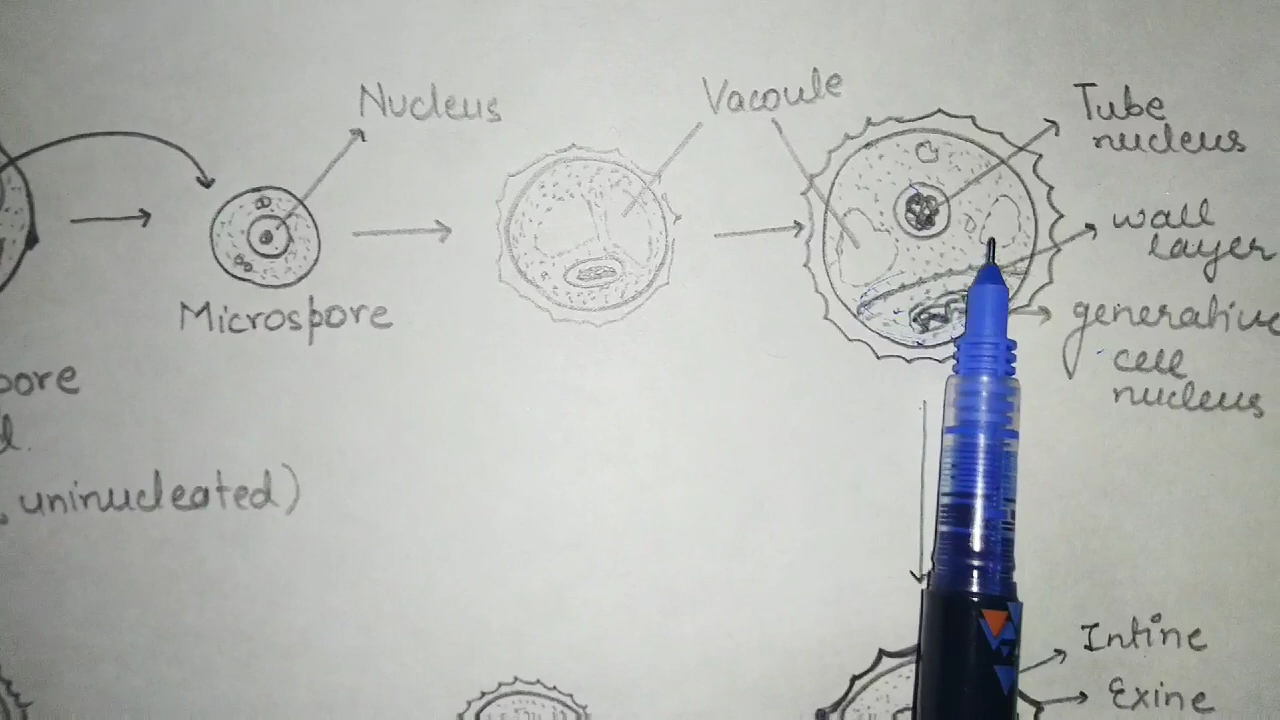 Nucleus
Vacoule
Tube
nucleus
wall
layer
Microspore
generative
cell
nucleus
uninucleated)
Intine
Exine